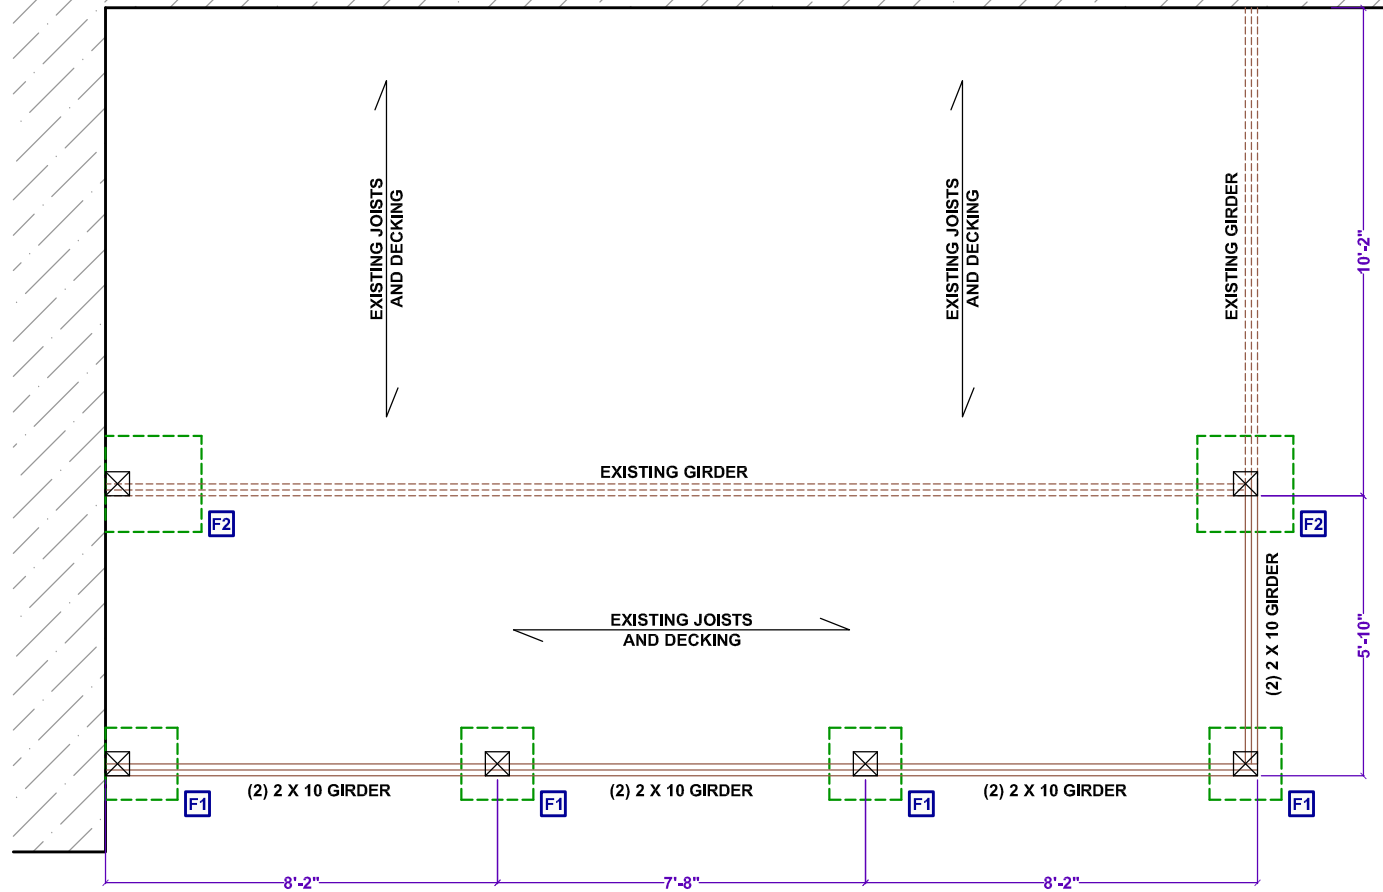 EXISTING JOISTS
AND DECKING
EXISTING JOISTS
AND DECKING
EXISTING GIRDER
10'-2"
EXISTING GIRDER
F2
F2
EXISTING JOISTS
AND DECKING
(2) 2 X 10 GIRDER
5'-10"
(2) 2 X 10 GIRDER
(2) 2 X 10 GIRDER
(2) 2 X 10 GIRDER
F1
F1
F1
F1
8'-2"
7'-8"
8'-2"